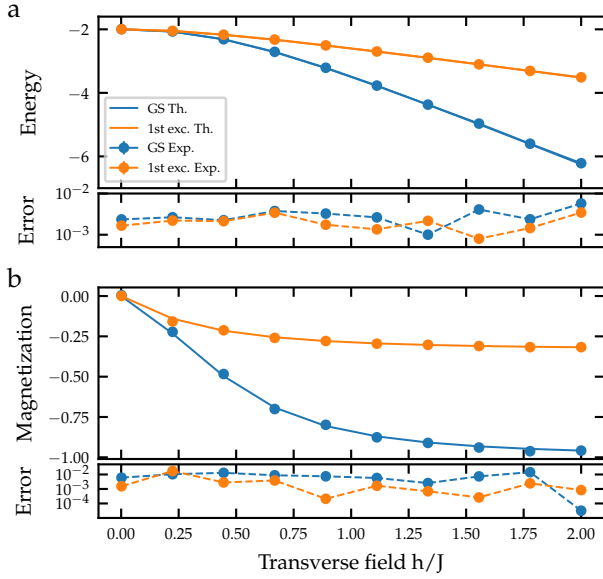 a
−2
−4
−6
Energy
GS Th.
1st exc. Th.
GS Exp.
1st exc. Exp.
10⁻²
10⁻³
Error
b
0.00
−0.25
−0.50
−0.75
−1.00
Magnetization
10⁻²
10⁻³
10⁻⁴
Error
0.00 0.25 0.50 0.75 1.00 1.25 1.50 1.75 2.00
Transverse field h/J